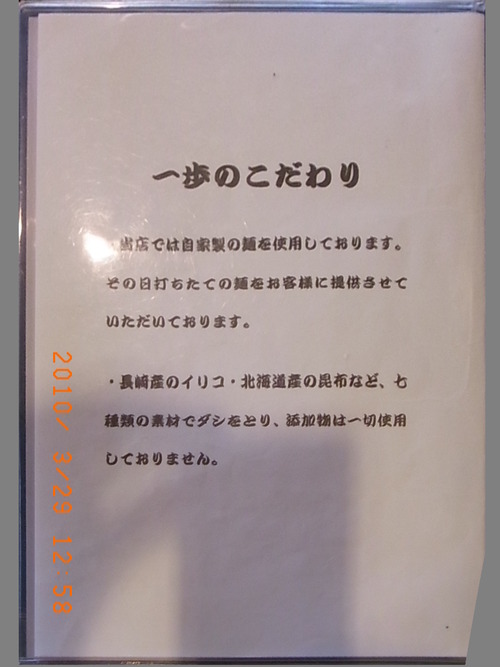 一歩のこだわり
・当店では自家製の麺を使用しております。
その日打ちたての麺をお客様に提供させて
いただいております。
・長崎産のイリコ・北海道産の昆布など、七
種類の素材でダシをとり、添加物は一切使用
しておりません。
2010/ 3/29 12:58